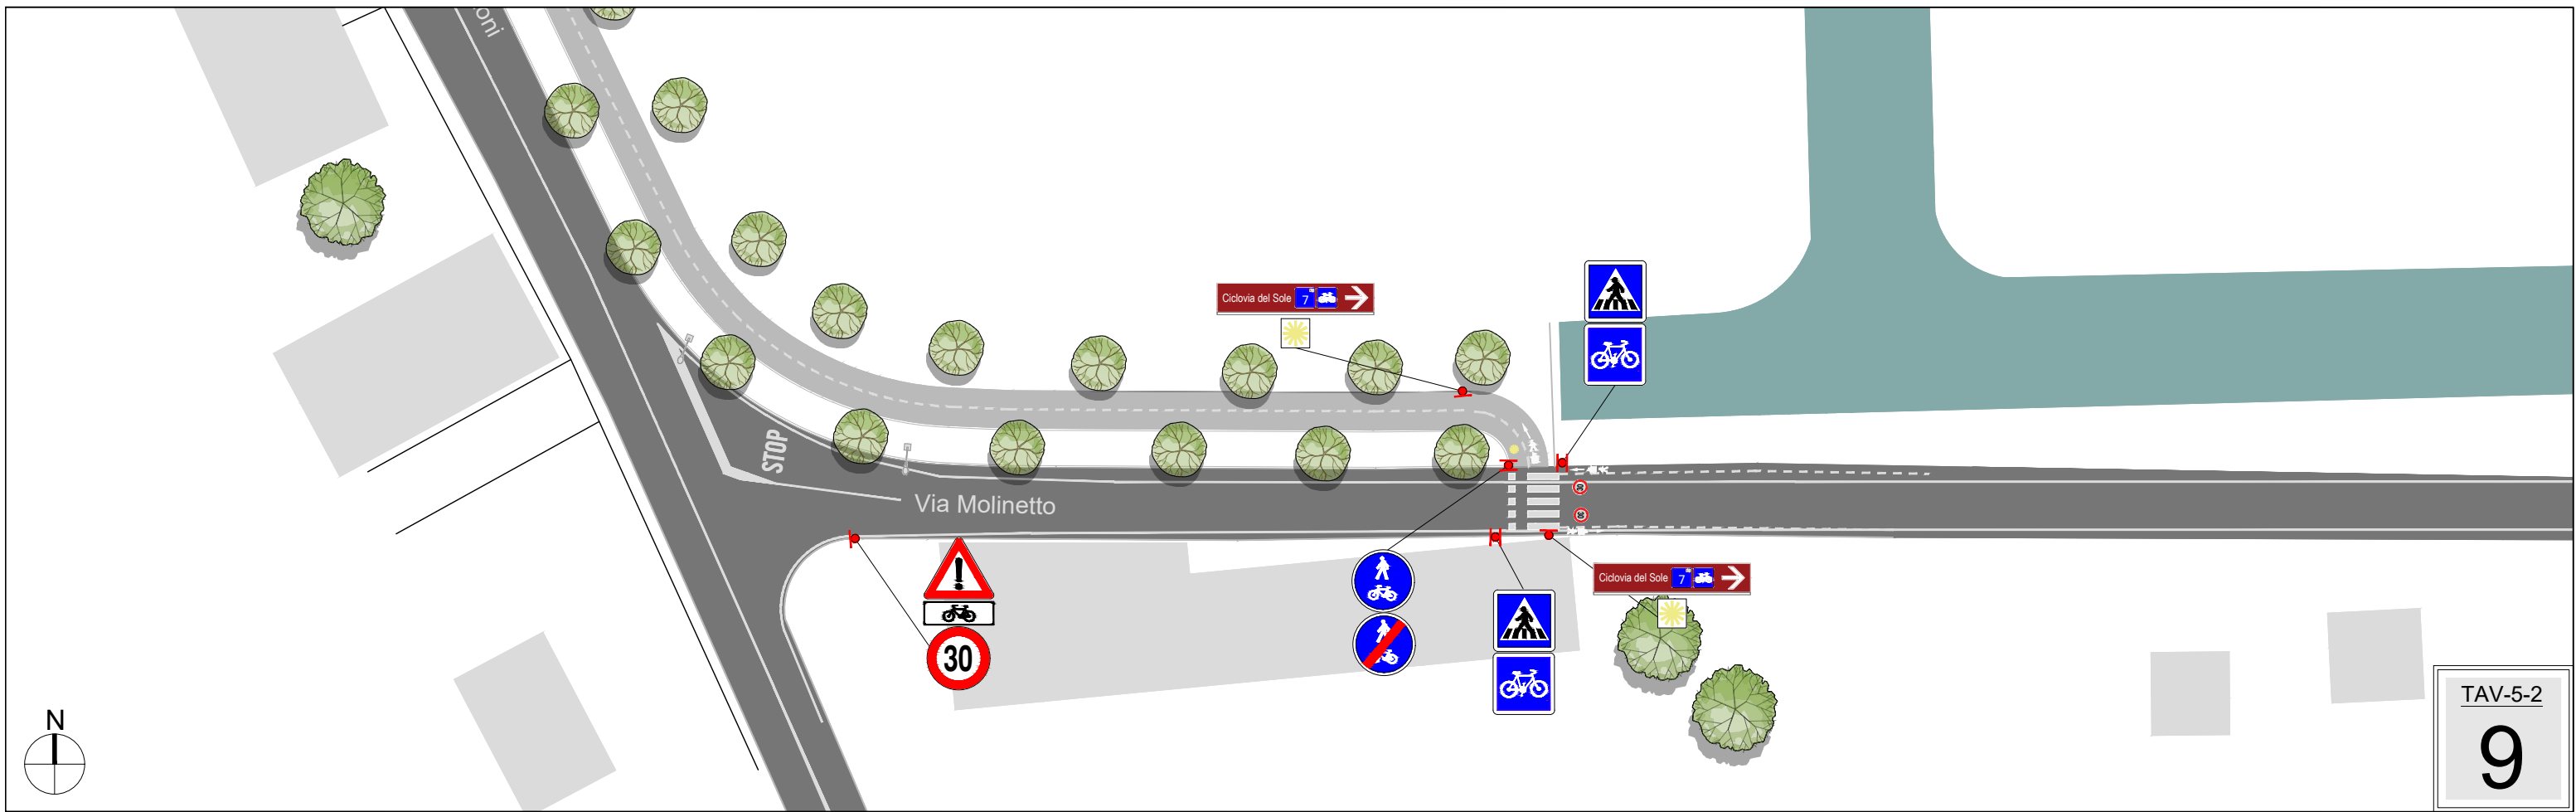 oni
Ciclovia del Sole 7
STOP
Via Molinetto
30
Ciclovia del Sole 7
N
TAV-5-2
9